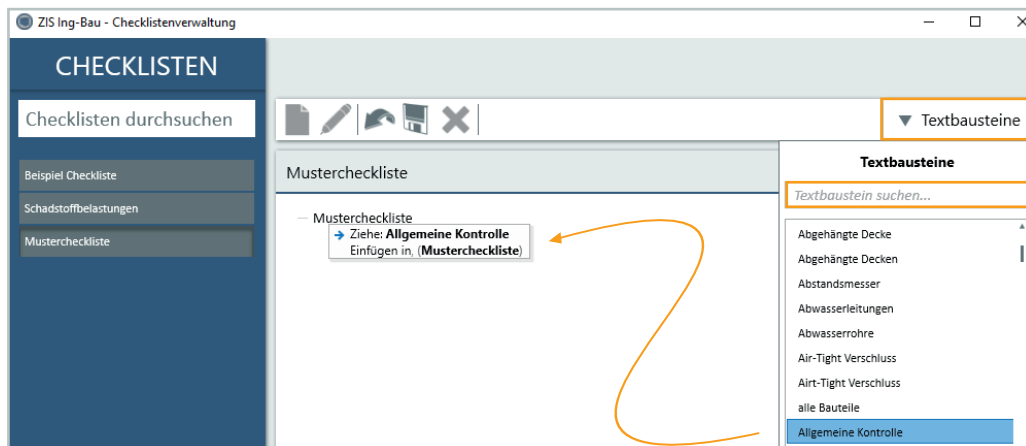 ZIS Ing-Bau - Checklistenverwaltung
CHECKLISTEN
Checklisten durchsuchen
Beispiel Checkliste
Schadstoffbelastungen
Mustercheckliste
Textbausteine
Mustercheckliste
Mustercheckliste
Ziehe: Allgemeine Kontrolle
Einfügen in, (Mustercheckliste)
Textbausteine
Textbaustein suchen...
Abgehängte Decke
Abgehängte Decken
Abstandsmesser
Abwasserleitungen
Abwasserrohre
Air-Tight Verschluss
Airt-Tight Verschluss
alle Bauteile
Allgemeine Kontrolle